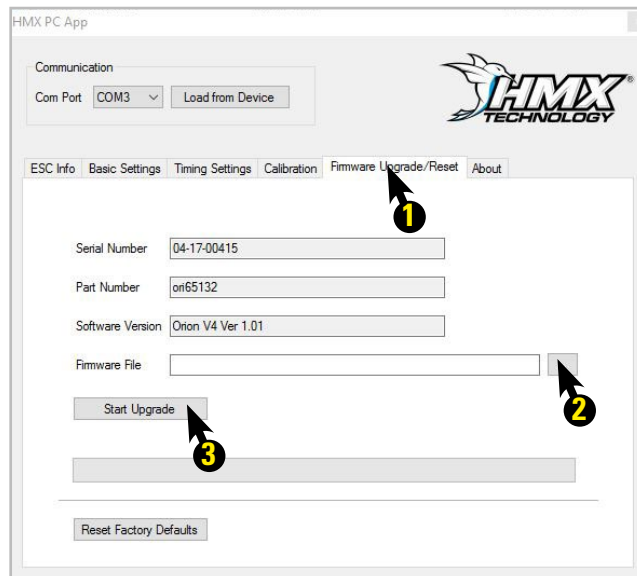 HMX PC App
Communication
Com Port COM3 Load from Device
HMX®
TECHNOLOGY
ESC Info Basic Settings Timing Settings Calibration Firmware Upgrade/Reset About
1
Serial Number 04-17-00415
Part Number ori65132
Software Version Orion V4 Ver 1.01
Firmware File
2
Start Upgrade
3
Reset Factory Defaults